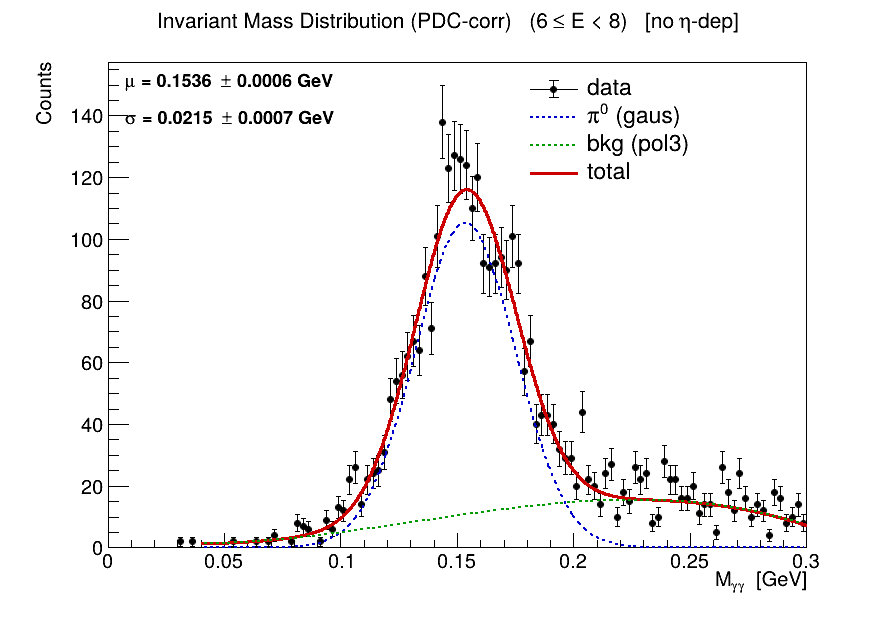 Invariant Mass Distribution (PDC-corr) (6 ≤ E < 8) [no η-dep]
Counts
μ = 0.1536 ± 0.0006 GeV
σ = 0.0215 ± 0.0007 GeV
data
π⁰ (gaus)
bkg (pol3)
total
140
120
100
80
60
40
20
0
0 0.05 0.1 0.15 0.2 0.25 0.3
Mγγ [GeV]